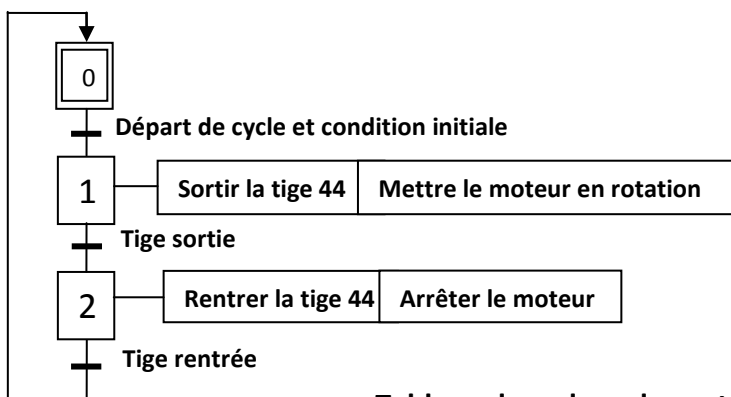 0
Départ de cycle et condition initiale
1 Sortir la tige 44 Mettre le moteur en rotation
Tige sortie
2 Rentrer la tige 44 Arrêter le moteur
Tige rentrée